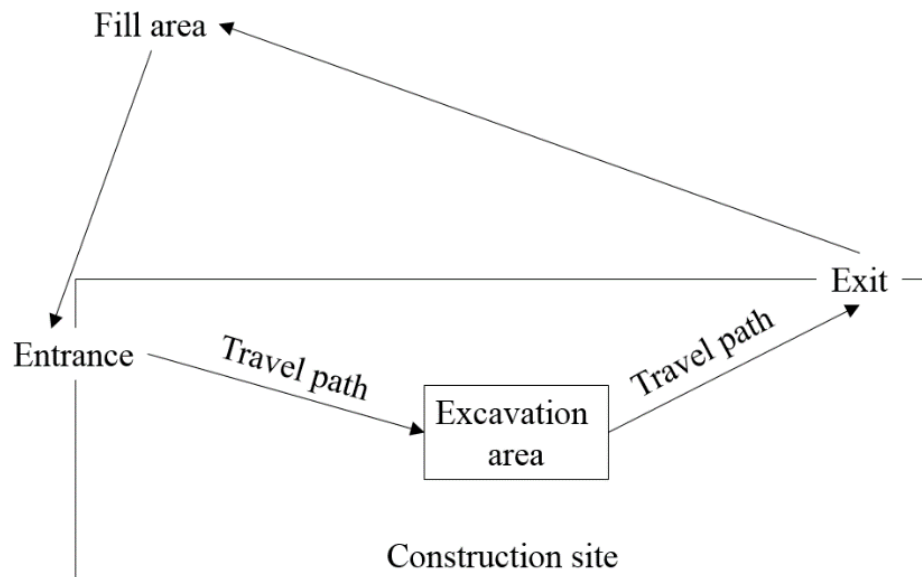 Fill area
Exit
Entrance
Travel path
Travel path
Excavation
area
Construction site